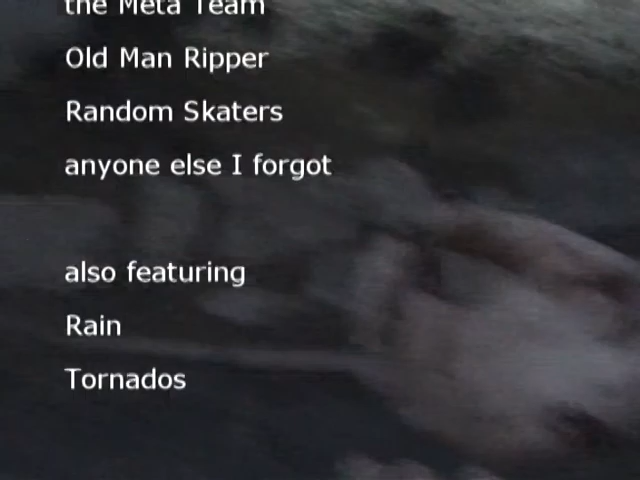 the Meta Team
Old Man Ripper
Random Skaters
anyone else I forgot
also featuring
Rain
Tornados